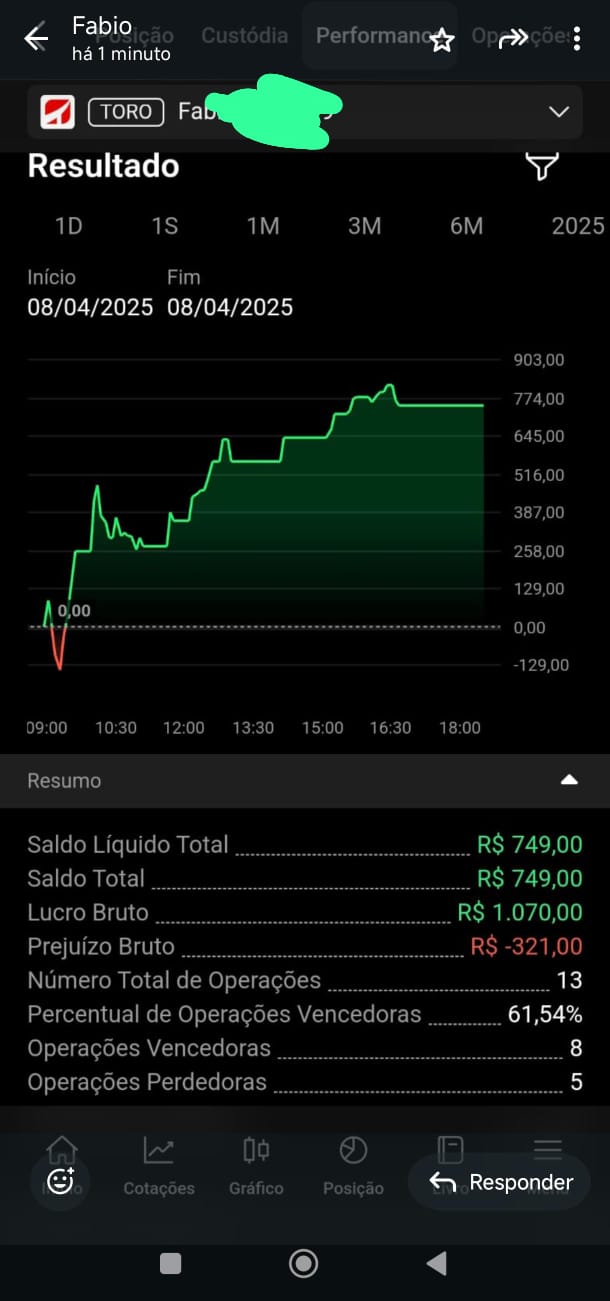 Fabio
há 1 minuto
Posição Custódia Performanc Operações
TORO Fab
Resultado
1D 1S 1M 3M 6M 2025
Início Fim
08/04/2025 08/04/2025
903,00
774,00
645,00
516,00
387,00
258,00
129,00
0,00
0,00
-129,00
09:00 10:30 12:00 13:30 15:00 16:30 18:00
Resumo
Saldo Líquido Total R$ 749,00
Saldo Total R$ 749,00
Lucro Bruto R$ 1.070,00
Prejuízo Bruto R$ -321,00
Número Total de Operações 13
Percentual de Operações Vencedoras 61,54%
Operações Vencedoras 8
Operações Perdedoras 5
Cotações Gráfico Posição
Responder